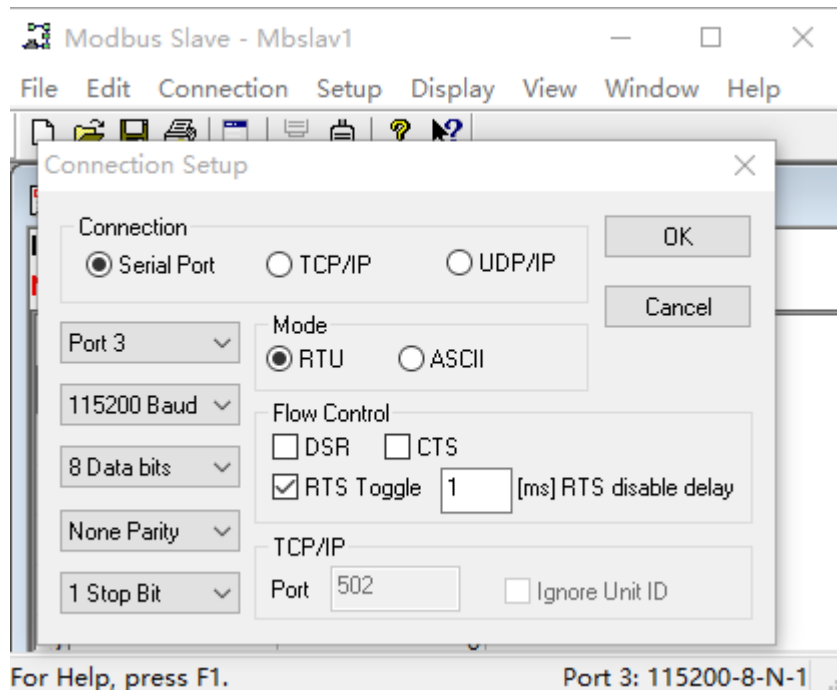 Modbus Slave - Mbslav1
File Edit Connection Setup Display View Window Help
Connection Setup
Connection
Serial Port TCP/IP UDP/IP
OK
Cancel
Port 3
115200 Baud
8 Data bits
None Parity
1 Stop Bit
Mode
RTU ASCII
Flow Control
DSR CTS
RTS Toggle 1 [ms] RTS disable delay
TCP/IP
Port 502 Ignore Unit ID
For Help, press F1. Port 3: 115200-8-N-1